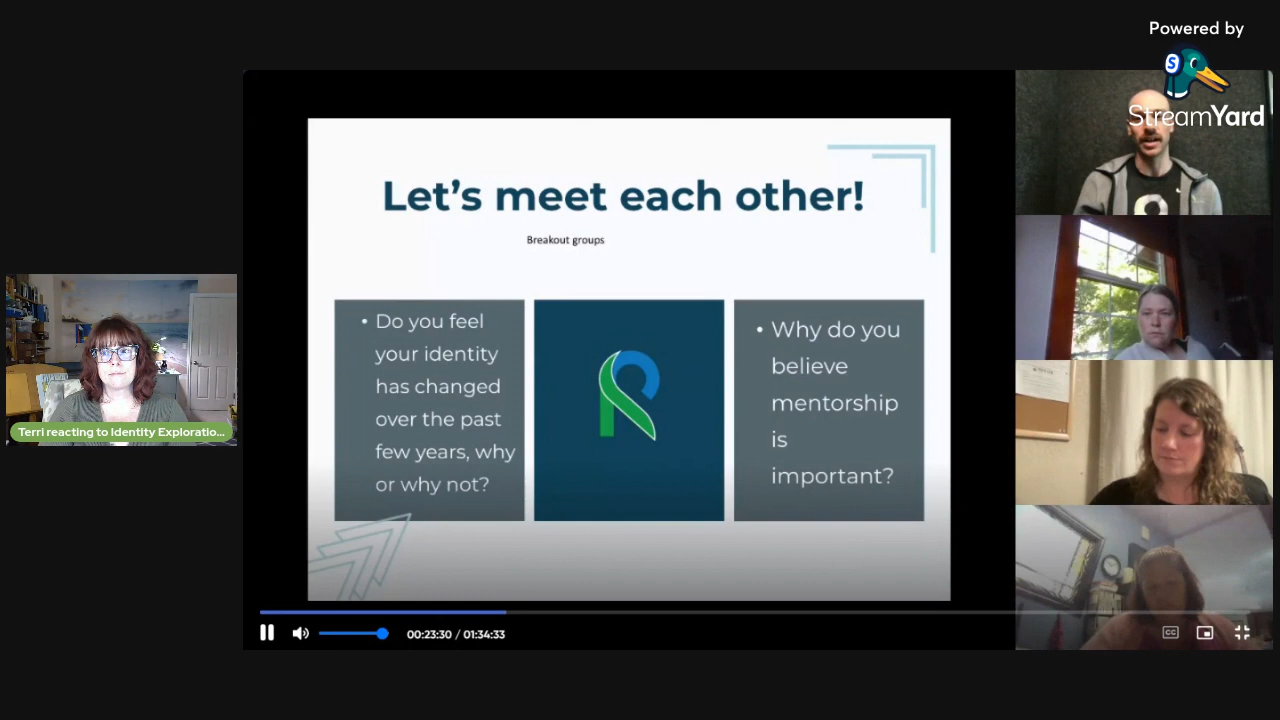 Powered by
StreamYard
S
Let's meet each other!
Breakout groups
• Do you feel
your identity
has changed
over the past
few years, why
or why not?
• Why do you
believe
mentorship
is
important?
Terri reacting to Identity Exploratio...
00:23:30 / 01:34:33
CC